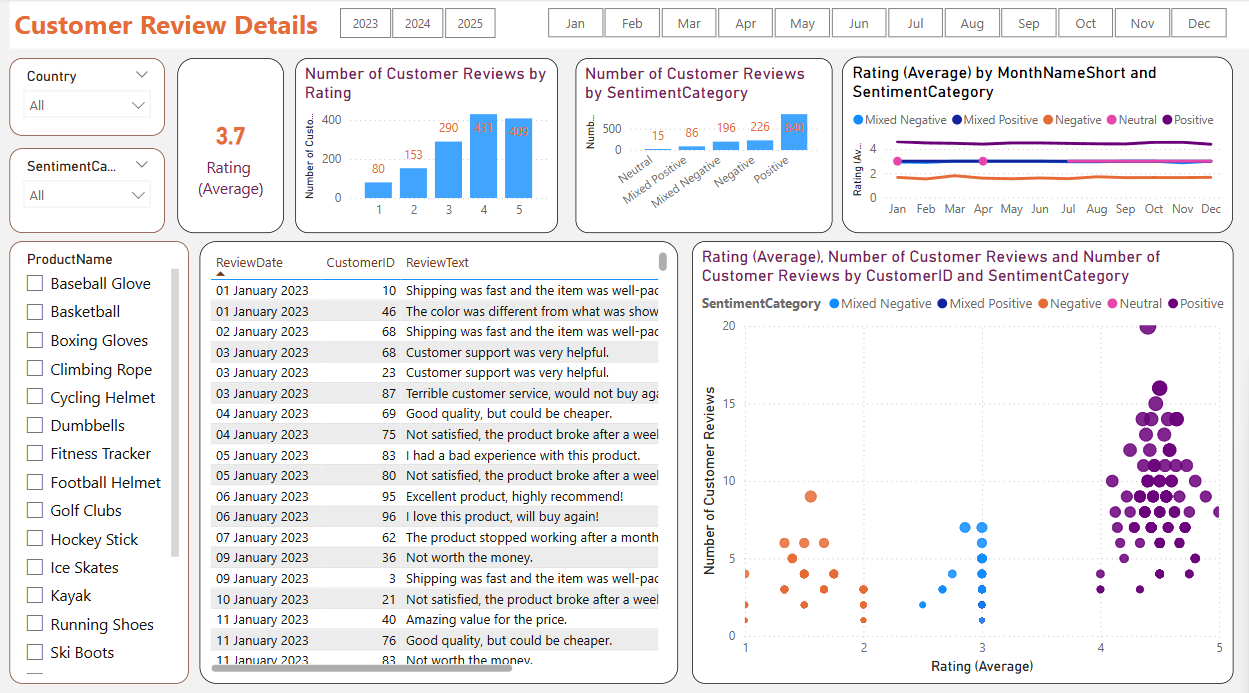 Customer Review Details
2023
2024
2025
Jan
Feb
Mar
Apr
May
Jun
Jul
Aug
Sep
Oct
Nov
Dec
Country
All
SentimentCa...
All
3.7
Rating
(Average)
Number of Customer Reviews by
Rating
Number of Custo...
400
200
0
80
153
290
431
409
1
2
3
4
5
Number of Customer Reviews
by SentimentCategory
Numb...
500
0
15
86
196
226
840
Neutral
Mixed Positive
Mixed Negative
Negative
Positive
Rating (Average) by MonthNameShort and
SentimentCategory
Mixed Negative
Mixed Positive
Negative
Neutral
Positive
Rating (Av...
4
2
0
Jan
Feb
Mar
Apr
May
Jun
Jul
Aug
Sep
Oct
Nov
Dec
ProductName
Baseball Glove
Basketball
Boxing Gloves
Climbing Rope
Cycling Helmet
Dumbbells
Fitness Tracker
Football Helmet
Golf Clubs
Hockey Stick
Ice Skates
Kayak
Running Shoes
Ski Boots
ReviewDate CustomerID ReviewText
01 January 2023 10 Shipping was fast and the item was well-pac
01 January 2023 46 The color was different from what was show
02 January 2023 68 Shipping was fast and the item was well-pac
03 January 2023 68 Customer support was very helpful.
03 January 2023 23 Customer support was very helpful.
03 January 2023 87 Terrible customer service, would not buy aga
04 January 2023 69 Good quality, but could be cheaper.
04 January 2023 75 Not satisfied, the product broke after a weel
05 January 2023 83 I had a bad experience with this product.
05 January 2023 80 Not satisfied, the product broke after a weel
06 January 2023 95 Excellent product, highly recommend!
06 January 2023 96 I love this product, will buy again!
07 January 2023 62 The product stopped working after a month
09 January 2023 36 Not worth the money.
09 January 2023 3 Shipping was fast and the item was well-pac
10 January 2023 21 Not satisfied, the product broke after a weel
11 January 2023 40 Amazing value for the price.
11 January 2023 76 Good quality, but could be cheaper.
11 January 2023 83 Not worth the money.
Rating (Average), Number of Customer Reviews and Number of
Customer Reviews by CustomerID and SentimentCategory
SentimentCategory
Mixed Negative
Mixed Positive
Negative
Neutral
Positive
Number of Customer Reviews
20
15
10
5
0
1
2
3
4
5
Rating (Average)